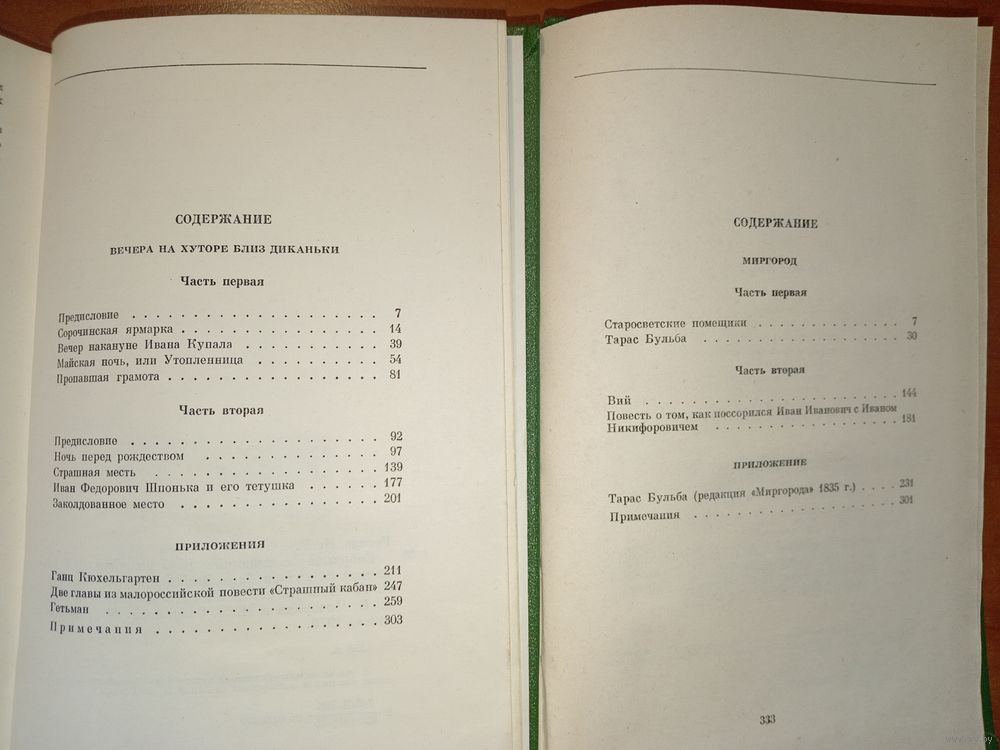 СОДЕРЖАНИЕ
ВЕЧЕРА НА ХУТОРЕ БЛИЗ ДИКАНЬКИ
Часть первая
Предисловие . . . . . . . . . . . . . . . . 7
Сорочинская ярмарка . . . . . . . . . . . . . 14
Вечер накануне Ивана Купала . . . . . . . . . 39
Майская ночь, или Утопленница . . . . . . . . 54
Пропавшая грамота . . . . . . . . . . . . . . 81
Часть вторая
Предисловие . . . . . . . . . . . . . . . . 92
Ночь перед рождеством . . . . . . . . . . . 97
Страшная месть . . . . . . . . . . . . . . 139
Иван Федорович Шпонька и его тетушка . . . . . . 177
Заколдованное место . . . . . . . . . . . . . 201
ПРИЛОЖЕНИЯ
Ганц Кюхельгартен . . . . . . . . . . . . . . 211
Две главы из малороссийской повести «Страшный кабан» 247
Гетьман . . . . . . . . . . . . . . . . . 259
Примечания . . . . . . . . . . . . . . . 303
СОДЕРЖАНИЕ
МИРГОРОД
Часть первая
Старосветские помещики . . . . . . . . . . . 7
Тарас Бульба . . . . . . . . . . . . . . . 30
Часть вторая
Вий . . . . . . . . . . . . . . . . . . 144
Повесть о том, как поссорился Иван Иванович с Иваном
Никифоровичем . . . . . . . . . . . . . . 181
ПРИЛОЖЕНИЕ
Тарас Бульба (редакция «Миргорода» 1835 г.) . . . . 231
Примечания . . . . . . . . . . . . . . . 301
333